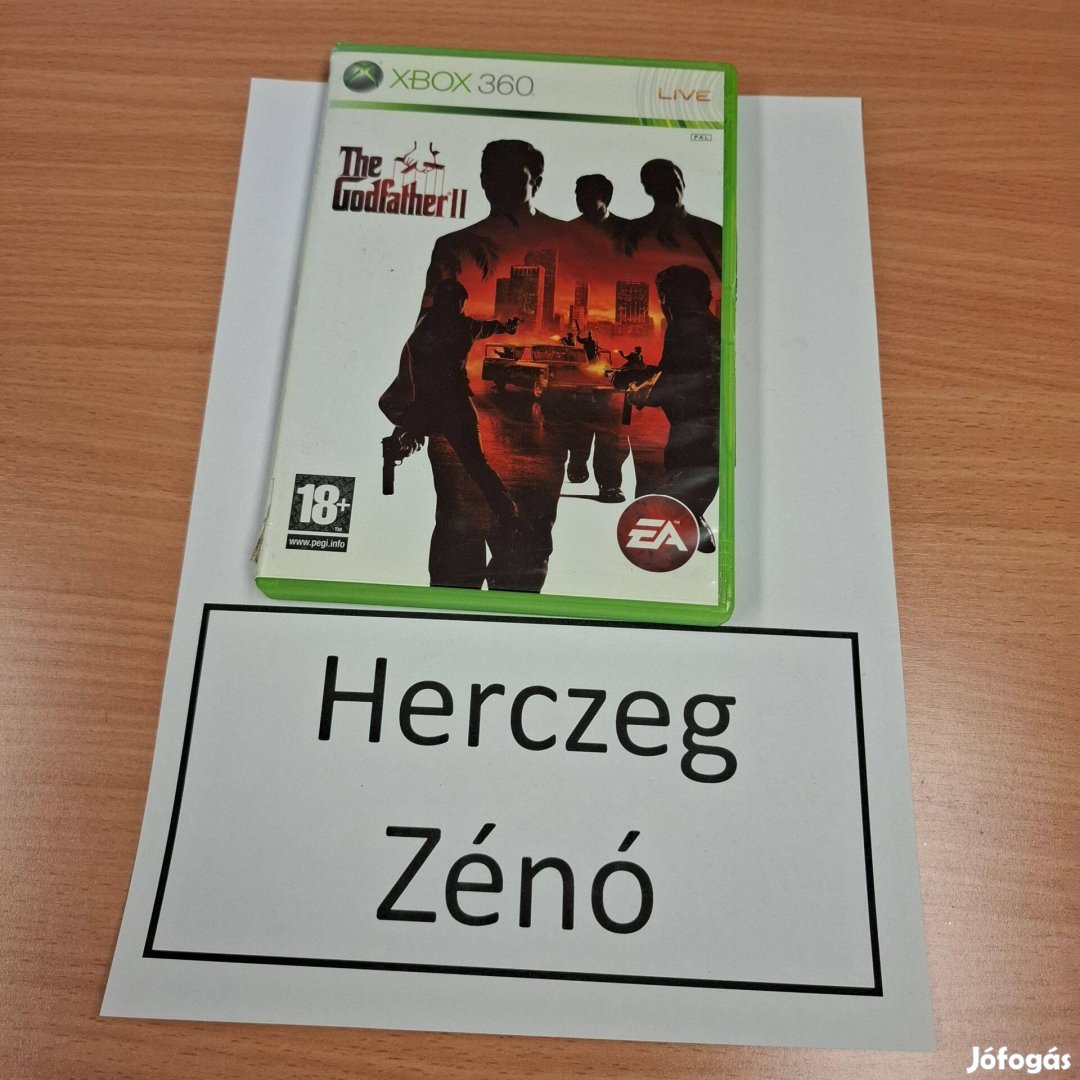 XBOX 360
LIVE
PAL
The
Godfather II
18+
www.pegi.info
EA
Herczeg
Zénó
Jófogás